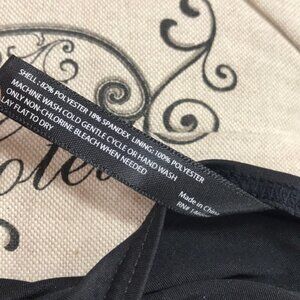 SHELL: 82% POLYESTER 18% SPANDEX LINING: 100% POLYESTER
MACHINE WASH COLD GENTLE CYCLE OR HAND WASH
ONLY NON-CHLORINE BLEACH WHEN NEEDED
LAY FLAT TO DRY
Made in China
RN#